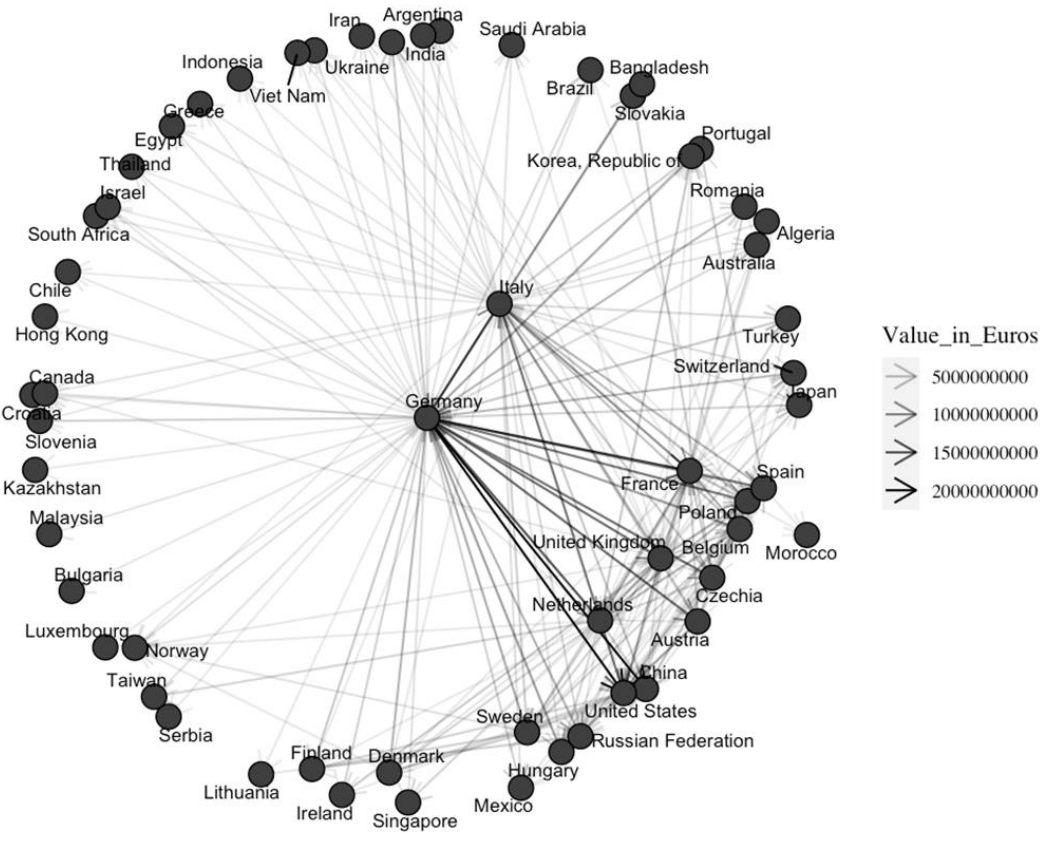 Argentina
Iran
Saudi Arabia
India
Indonesia
Ukraine
Bangladesh
Brazil
Viet Nam
Slovakia
Greece
Portugal
Egypt
Korea, Republic of
Thailand
Israel
Romania
South Africa
Algeria
Australia
Chile
Italy
Hong Kong
Turkey
Switzerland
Canada
Japan
Germany
Croatia
Slovenia
Spain
France
Kazakhstan
Poland
Malaysia
United Kingdom
Belgium
Morocco
Bulgaria
Czechia
Netherlands
Luxembourg
Austria
Norway
China
Taiwan
United States
Sweden
Serbia
Russian Federation
Finland
Denmark
Hungary
Lithuania
Mexico
Ireland
Singapore
Value_in_Euros
5000000000
10000000000
15000000000
20000000000